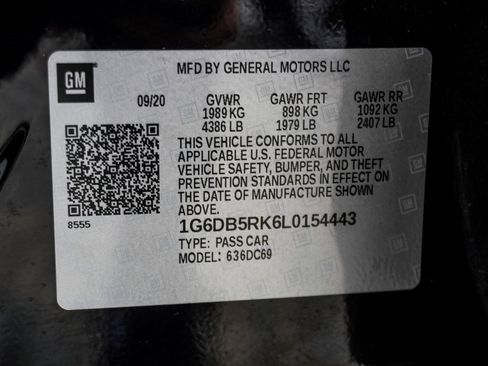 GM
MFD BY GENERAL MOTORS LLC
09/20 GVWR GAWR FRT GAWR RR
1989 KG 898 KG 1092 KG
4386 LB 1979 LB 2407 LB
THIS VEHICLE CONFORMS TO ALL
APPLICABLE U.S. FEDERAL MOTOR
VEHICLE SAFETY, BUMPER, AND THEFT
PREVENTION STANDARDS IN EFFECT ON
THE DATE OF MANUFACTURE SHOWN
ABOVE.
8555
1G6DB5RK6L0154443
TYPE: PASS CAR
MODEL: 636DC69